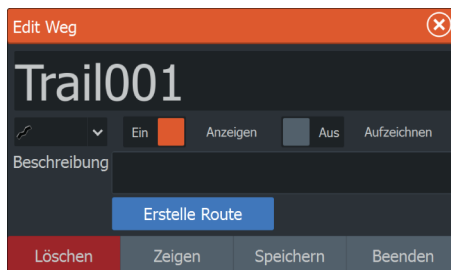 Edit Weg
Trail001
Ein Anzeigen Aus Aufzeichnen
Beschreibung
Erstelle Route
Löschen Zeigen Speichern Beenden